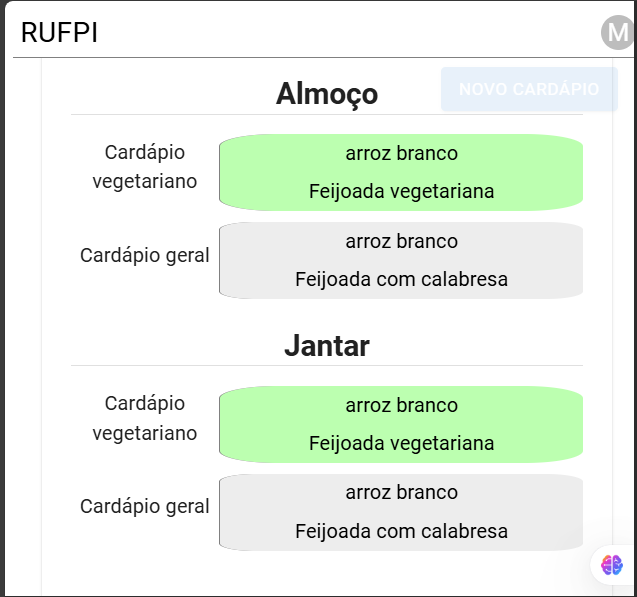 RUFPI
M
Almoço
NOVO CARDÁPIO
Cardápio
vegetariano
arroz branco
Feijoada vegetariana
Cardápio geral
arroz branco
Feijoada com calabresa
Jantar
Cardápio
vegetariano
arroz branco
Feijoada vegetariana
Cardápio geral
arroz branco
Feijoada com calabresa